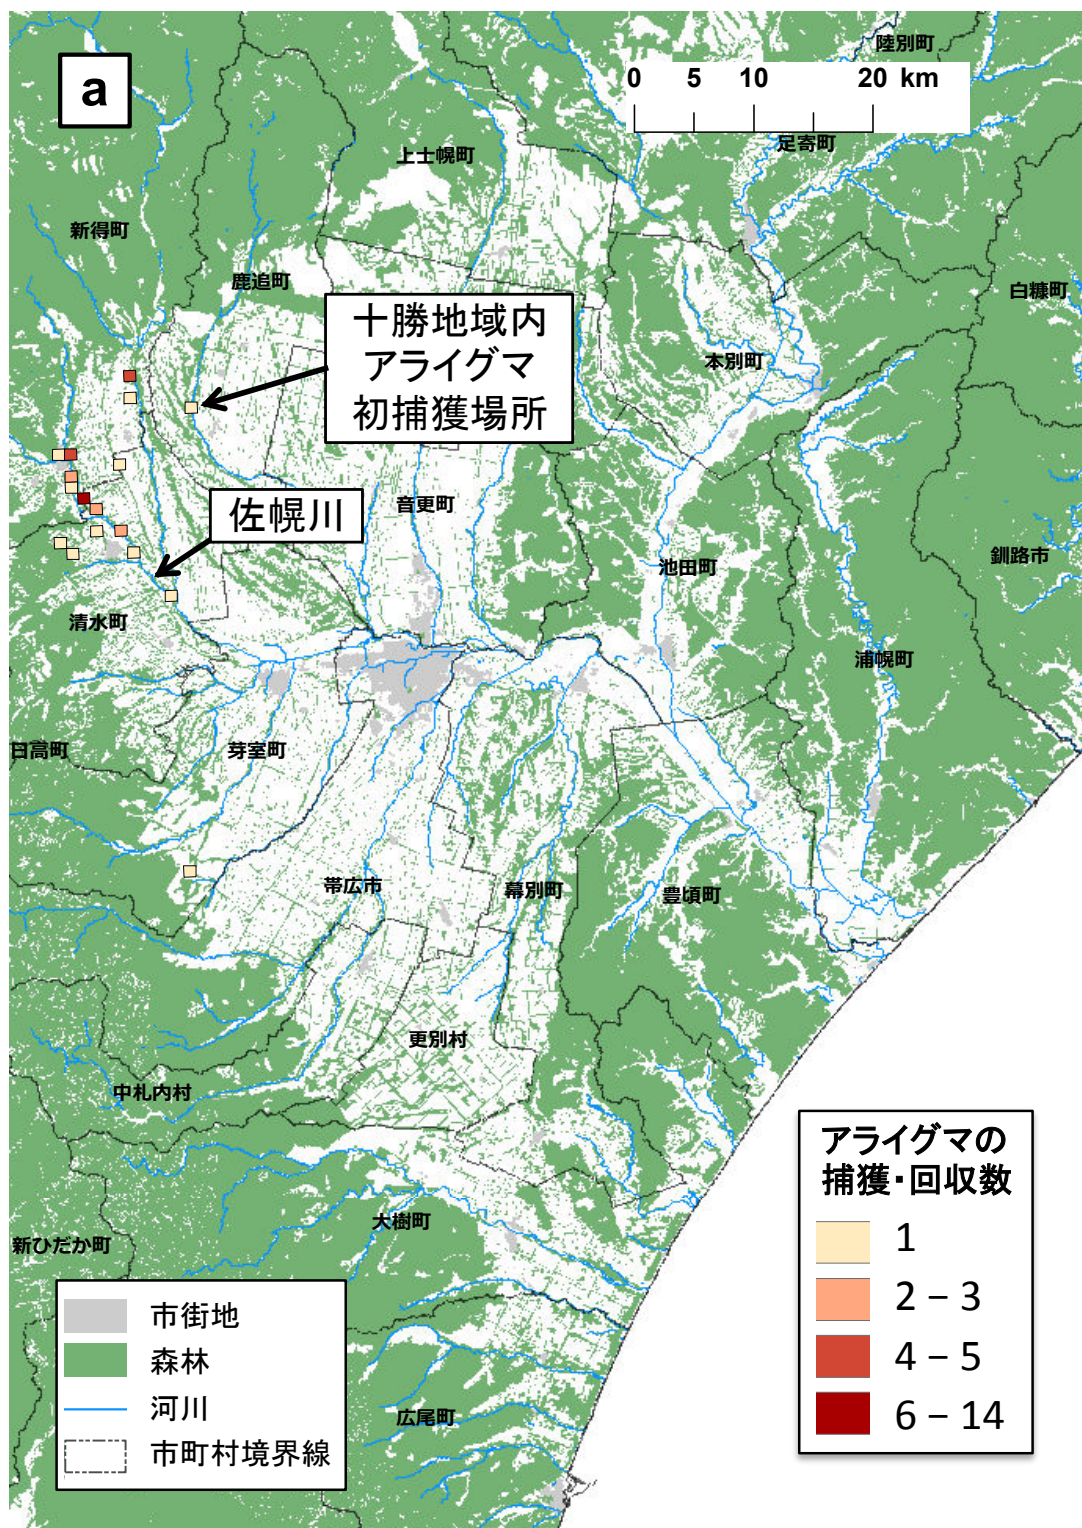 a
陸別町
0 5 10 20 km
足寄町
上士幌町
新得町
鹿追町
白糠町
十勝地域内
アライグマ
初捕獲場所
本別町
佐幌川
音更町
池田町
釧路市
清水町
浦幌町
日高町
芽室町
帯広市
幕別町
豊頃町
更別村
中札内村
大樹町
新ひだか町
広尾町
アライグマの
捕獲・回収数
1
2 – 3
4 – 5
6 – 14
市街地
森林
河川
市町村境界線